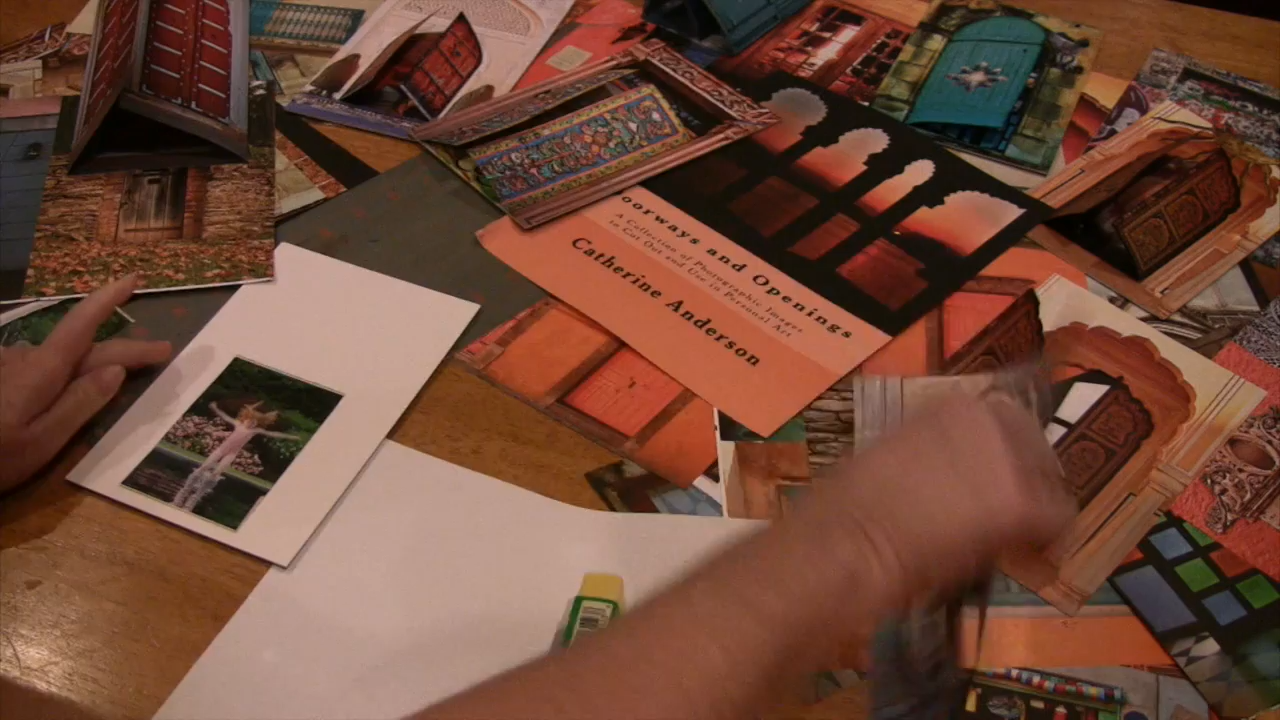 oorways and Openings
A Collection of Photographic Images
to Cut Out and Use in Personal Art
Catherine Anderson